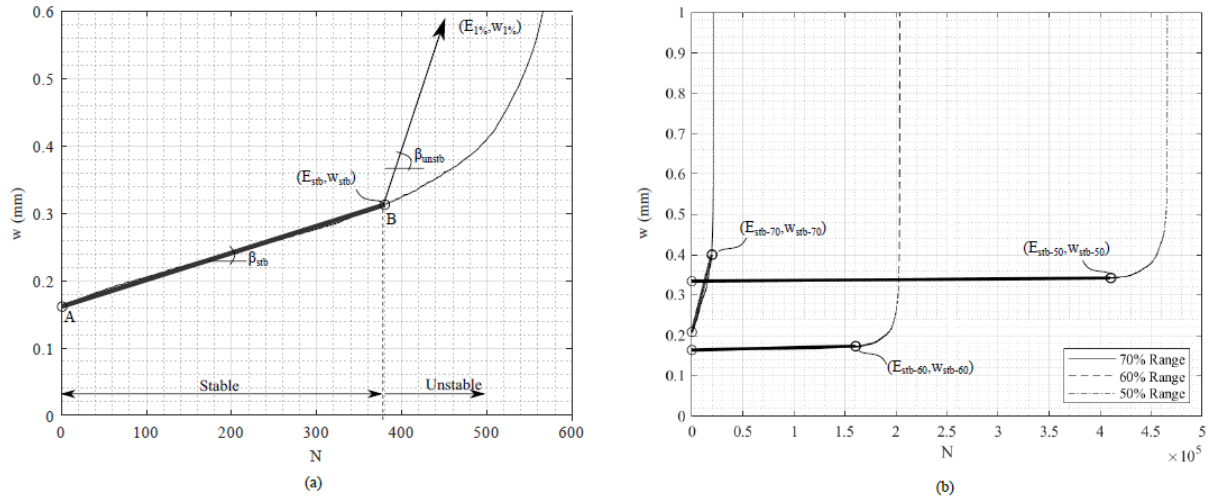 0.6
0.5
0.4
0.3
0.2
0.1
0
w (mm)
(E1%,w1%)
βunstb
(Estb,wstb)
B
βstb
A
Stable
Unstable
0
100
200
300
400
500
600
N
(a)
1
0.9
0.8
0.7
0.6
0.5
0.4
0.3
0.2
0.1
0
w (mm)
(Estb-70,wstb-70)
(Estb-50,wstb-50)
(Estb-60,wstb-60)
70% Range
60% Range
50% Range
0
0.5
1
1.5
2
2.5
3
3.5
4
4.5
5
N
×10^5
(b)